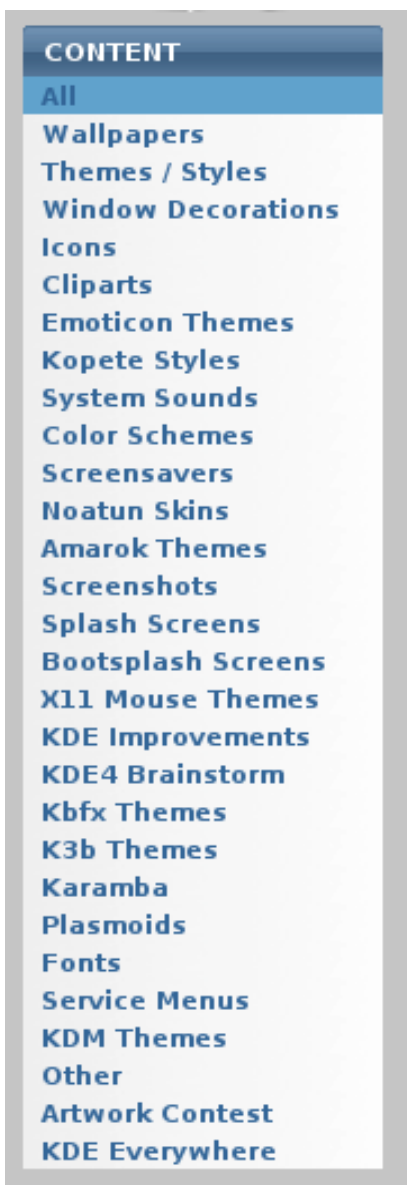 CONTENT
All
Wallpapers
Themes / Styles
Window Decorations
Icons
Cliparts
Emoticon Themes
Kopete Styles
System Sounds
Color Schemes
Screensavers
Noatun Skins
Amarok Themes
Screenshots
Splash Screens
Bootsplash Screens
X11 Mouse Themes
KDE Improvements
KDE4 Brainstorm
Kbfx Themes
K3b Themes
Karamba
Plasmoids
Fonts
Service Menus
KDM Themes
Other
Artwork Contest
KDE Everywhere